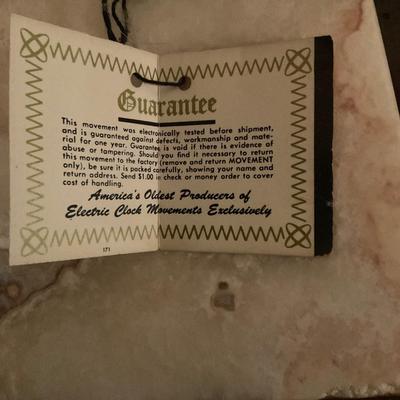 Guarantee
This movement was electronically tested before shipment,
and is guaranteed against defects, workmanship and mate-
rial for one year. Guarantee is void if there is evidence of
abuse or tampering. Should you find it necessary to return
this movement to the factory (remove and return MOVEMENT
only), be sure it is packed carefully, showing your name and
return address. Send $1.00 in check or money order to cover
cost of handling.
America's Oldest Producers of
Electric Clock Movements Exclusively
171